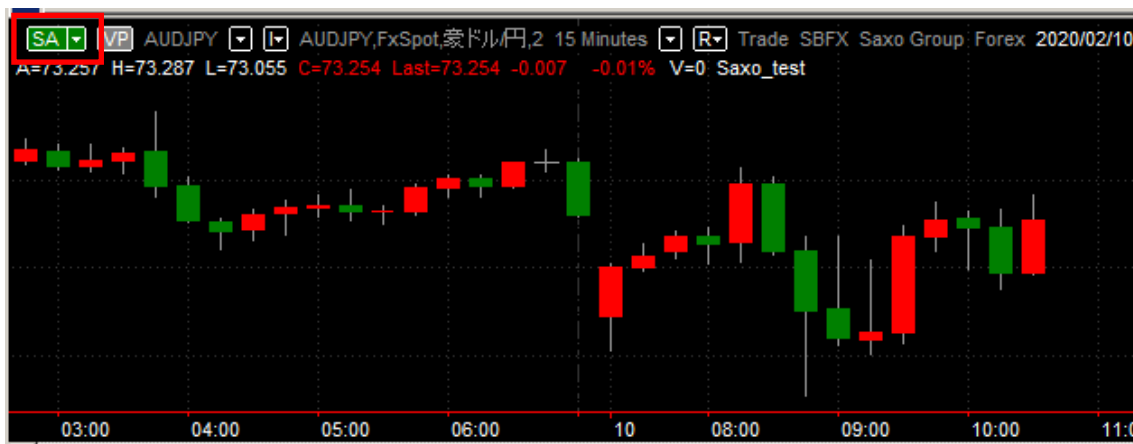 SA VP AUDJPY I AUDJPY,FxSpot,豪ドル/円,2 15 Minutes R Trade SBFX Saxo Group Forex 2020/02/10
A=73.257 H=73.287 L=73.055 C=73.254 Last=73.254 -0.007 -0.01% V=0 Saxo_test
03:00 04:00 05:00 06:00 10 08:00 09:00 10:00